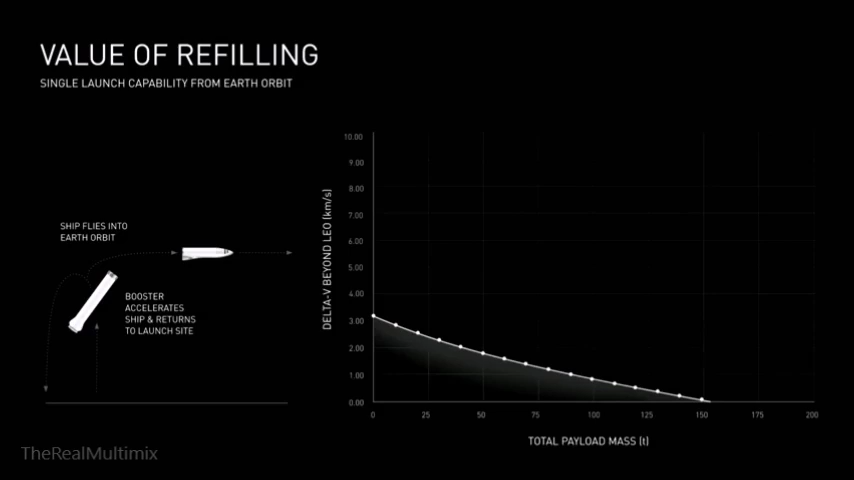 VALUE OF REFILLING
SINGLE LAUNCH CAPABILITY FROM EARTH ORBIT
SHIP FLIES INTO
EARTH ORBIT
BOOSTER
ACCELERATES
SHIP & RETURNS
TO LAUNCH SITE
DELTA-V BEYOND LEO (km/s)
10.00
9.00
8.00
7.00
6.00
5.00
4.00
3.00
2.00
1.00
0.00
0 25 50 75 100 125 150 175 200
TOTAL PAYLOAD MASS (t)
TheRealMultimix